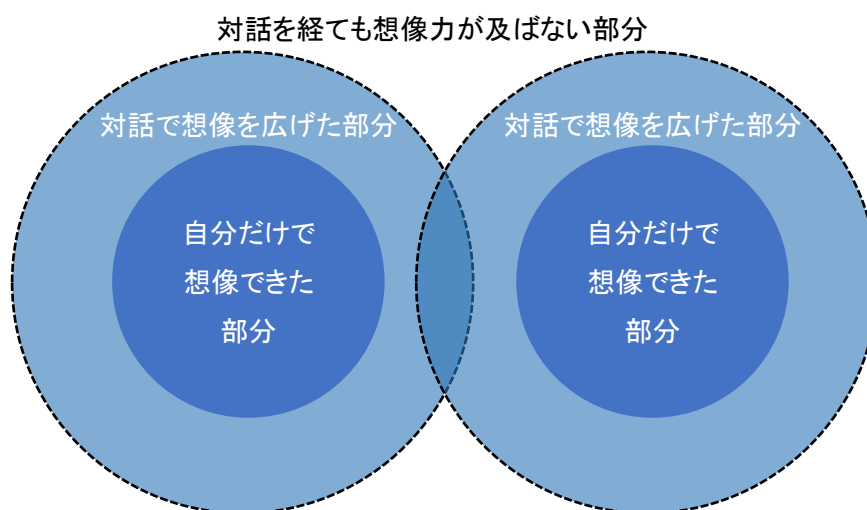 対話を経ても想像力が及ばない部分
対話で想像を広げた部分
対話で想像を広げた部分
自分だけで
想像できた
部分
自分だけで
想像できた
部分